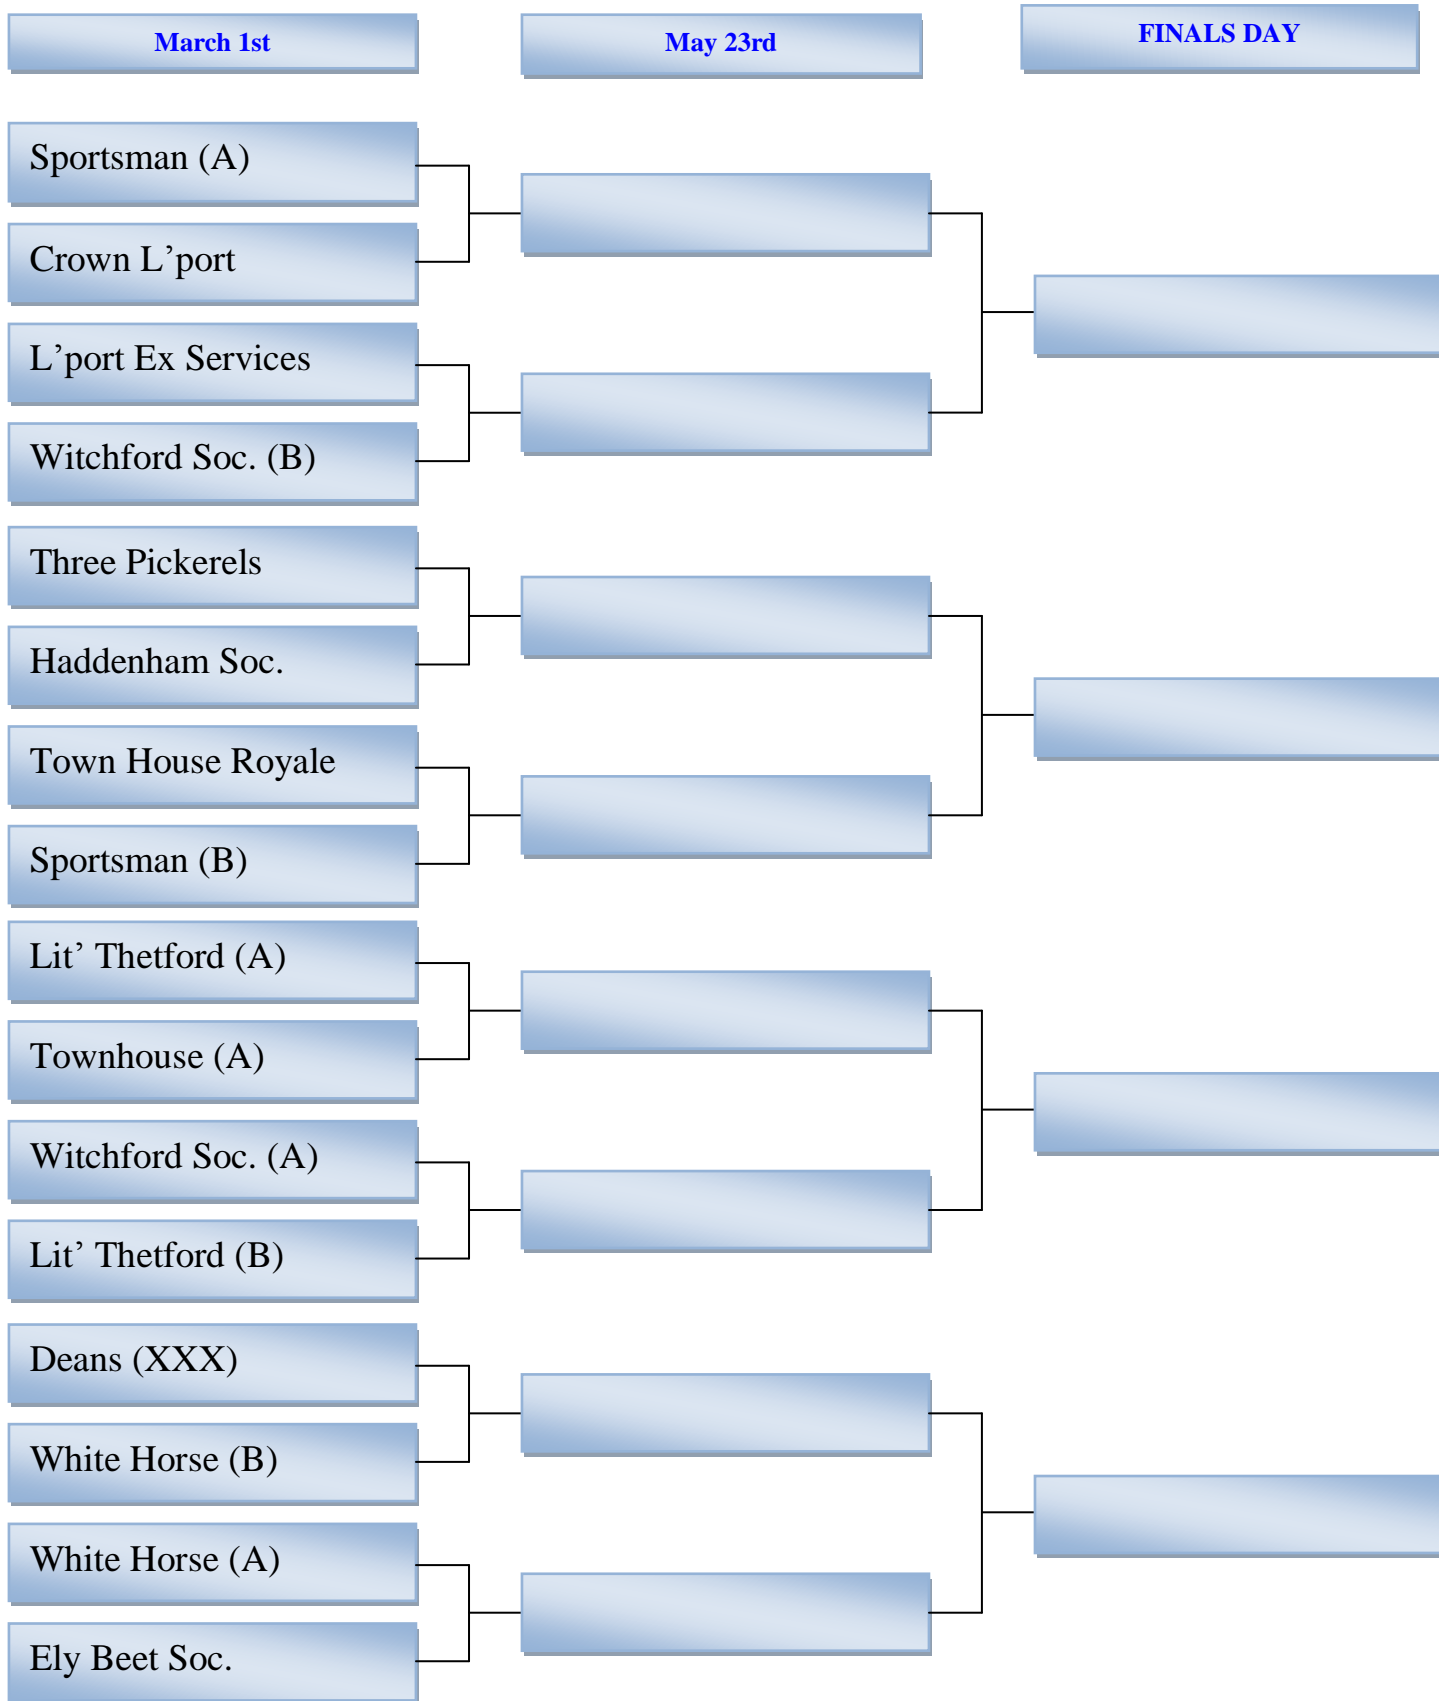 March 1st
May 23rd
FINALS DAY
Sportsman (A)
Crown L’port
L’port Ex Services
Witchford Soc. (B)
Three Pickerels
Haddenham Soc.
Town House Royale
Sportsman (B)
Lit’ Thetford (A)
Townhouse (A)
Witchford Soc. (A)
Lit’ Thetford (B)
Deans (XXX)
White Horse (B)
White Horse (A)
Ely Beet Soc.